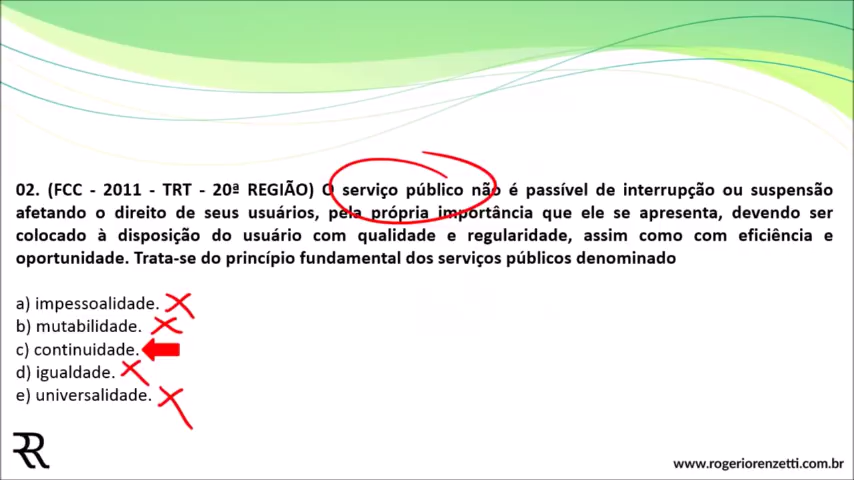 02. (FCC - 2011 - TRT - 20ª REGIÃO) O serviço público não é passível de interrupção ou suspensão
afetando o direito de seus usuários, pela própria importância que ele se apresenta, devendo ser
colocado à disposição do usuário com qualidade e regularidade, assim como com eficiência e
oportunidade. Trata-se do princípio fundamental dos serviços públicos denominado
a) impessoalidade.
b) mutabilidade.
c) continuidade.
d) igualdade.
e) universalidade.
RR
www.rogeriorenzetti.com.br